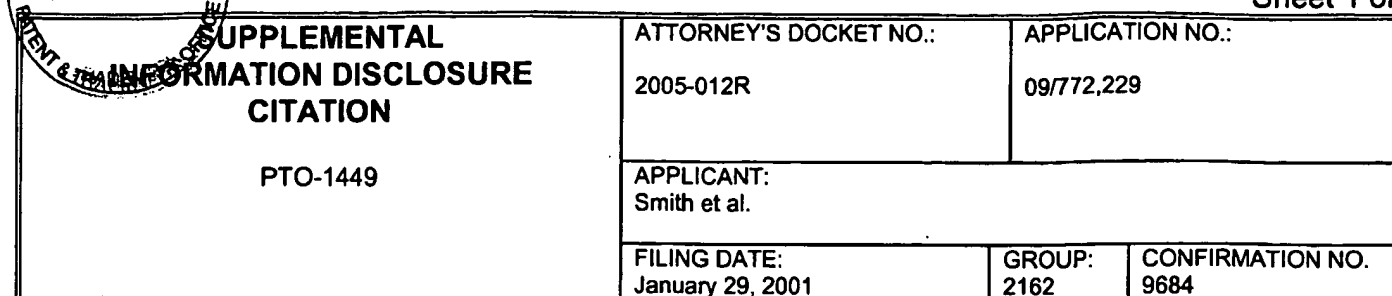 SUPPLEMENTAL
INFORMATION DISCLOSURE
CITATION
PTO-1449
ATTORNEY'S DOCKET NO.:
2005-012R
APPLICATION NO.:
09/772,229
APPLICANT:
Smith et al.
FILING DATE:
January 29, 2001
GROUP:
2162
CONFIRMATION NO.
9684